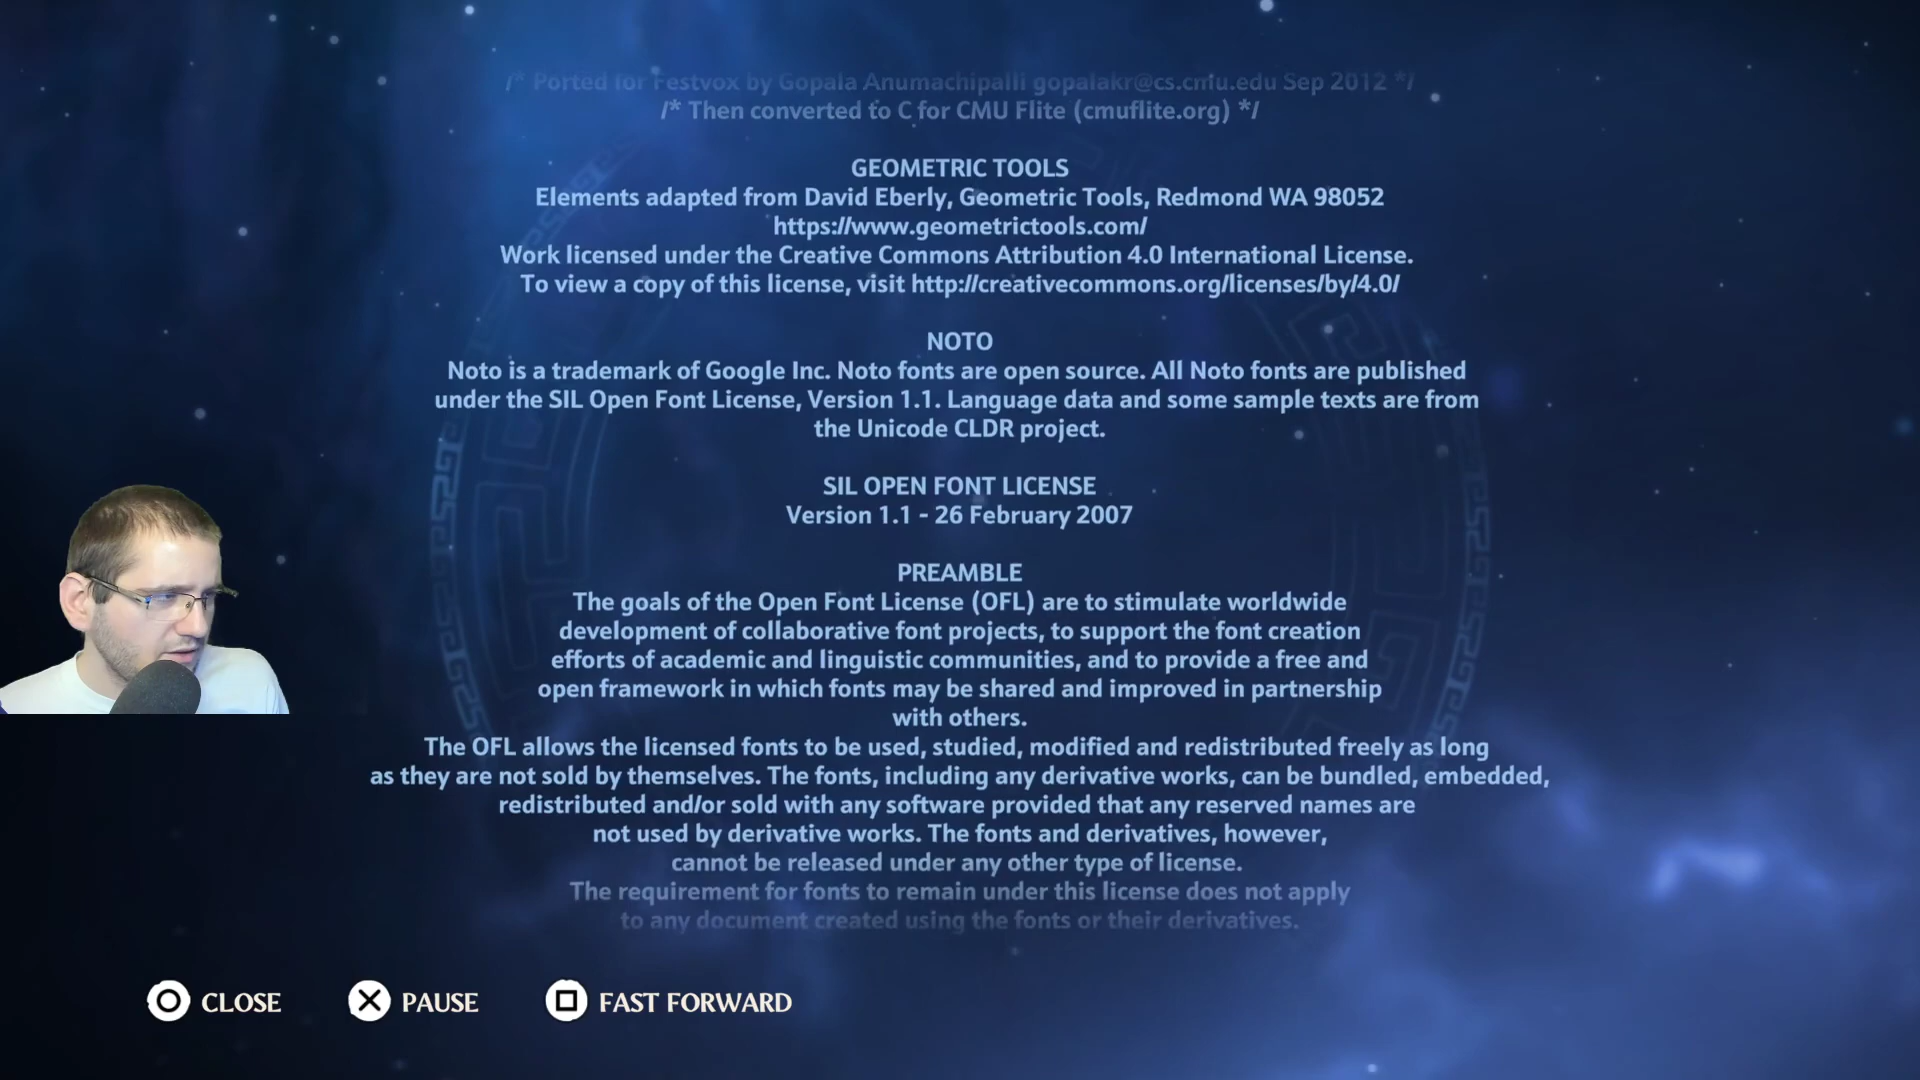 /* Ported for Festvox by Gopala Anumachipalli gopalakr@cs.cmu.edu Sep 2012 */
/* Then converted to C for CMU Flite (cmuflite.org) */
GEOMETRIC TOOLS
Elements adapted from David Eberly, Geometric Tools, Redmond WA 98052
https://www.geometrictools.com/
Work licensed under the Creative Commons Attribution 4.0 International License.
To view a copy of this license, visit http://creativecommons.org/licenses/by/4.0/
NOTO
Noto is a trademark of Google Inc. Noto fonts are open source. All Noto fonts are published
under the SIL Open Font License, Version 1.1. Language data and some sample texts are from
the Unicode CLDR project.
SIL OPEN FONT LICENSE
Version 1.1 - 26 February 2007
PREAMBLE
The goals of the Open Font License (OFL) are to stimulate worldwide
development of collaborative font projects, to support the font creation
efforts of academic and linguistic communities, and to provide a free and
open framework in which fonts may be shared and improved in partnership
with others.
The OFL allows the licensed fonts to be used, studied, modified and redistributed freely as long
as they are not sold by themselves. The fonts, including any derivative works, can be bundled, embedded,
redistributed and/or sold with any software provided that any reserved names are
not used by derivative works. The fonts and derivatives, however,
cannot be released under any other type of license.
The requirement for fonts to remain under this license does not apply
to any document created using the fonts or their derivatives.
CLOSE PAUSE FAST FORWARD